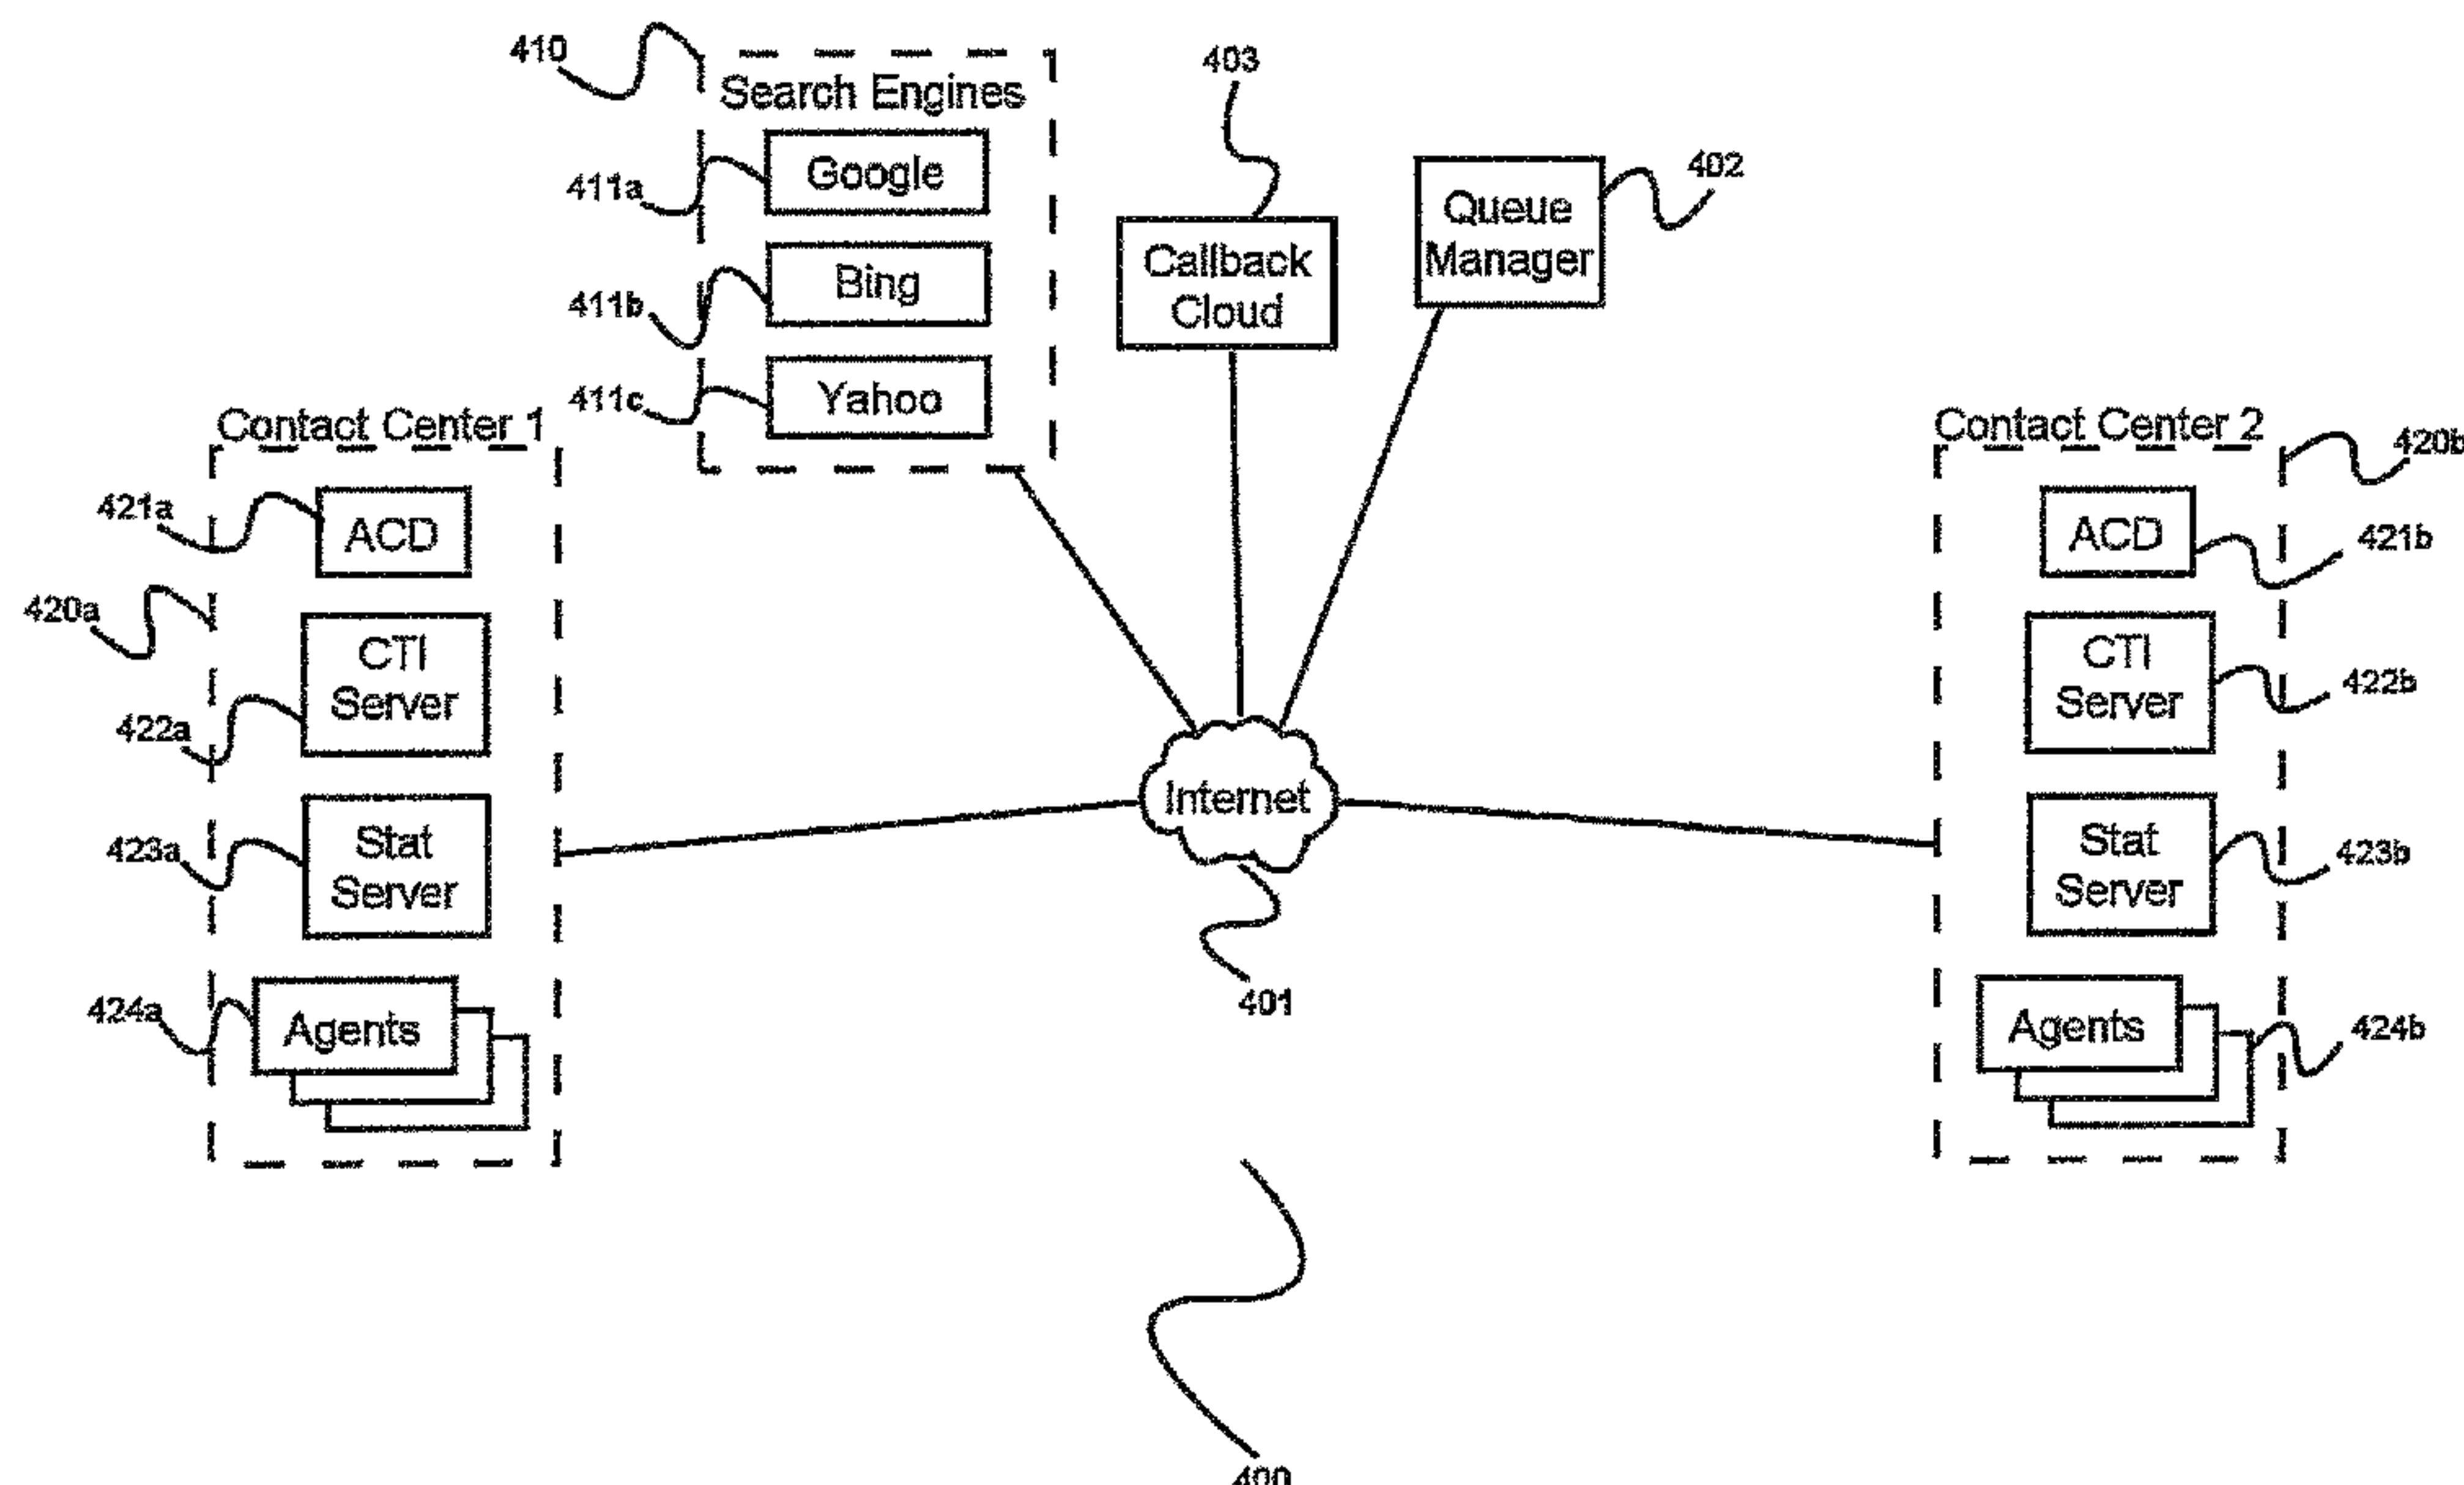 410
Search Engines
411a
Google
411b
Bing
411c
Yahoo
403
Callback
Cloud
402
Queue
Manager
Contact Center 1
421a
ACD
420a
CTI
Server
422a
Stat
Server
423a
424a
Agents
Internet
401
Contact Center 2
420b
ACD
421b
CTI
Server
422b
Stat
Server
423b
Agents
424b
400